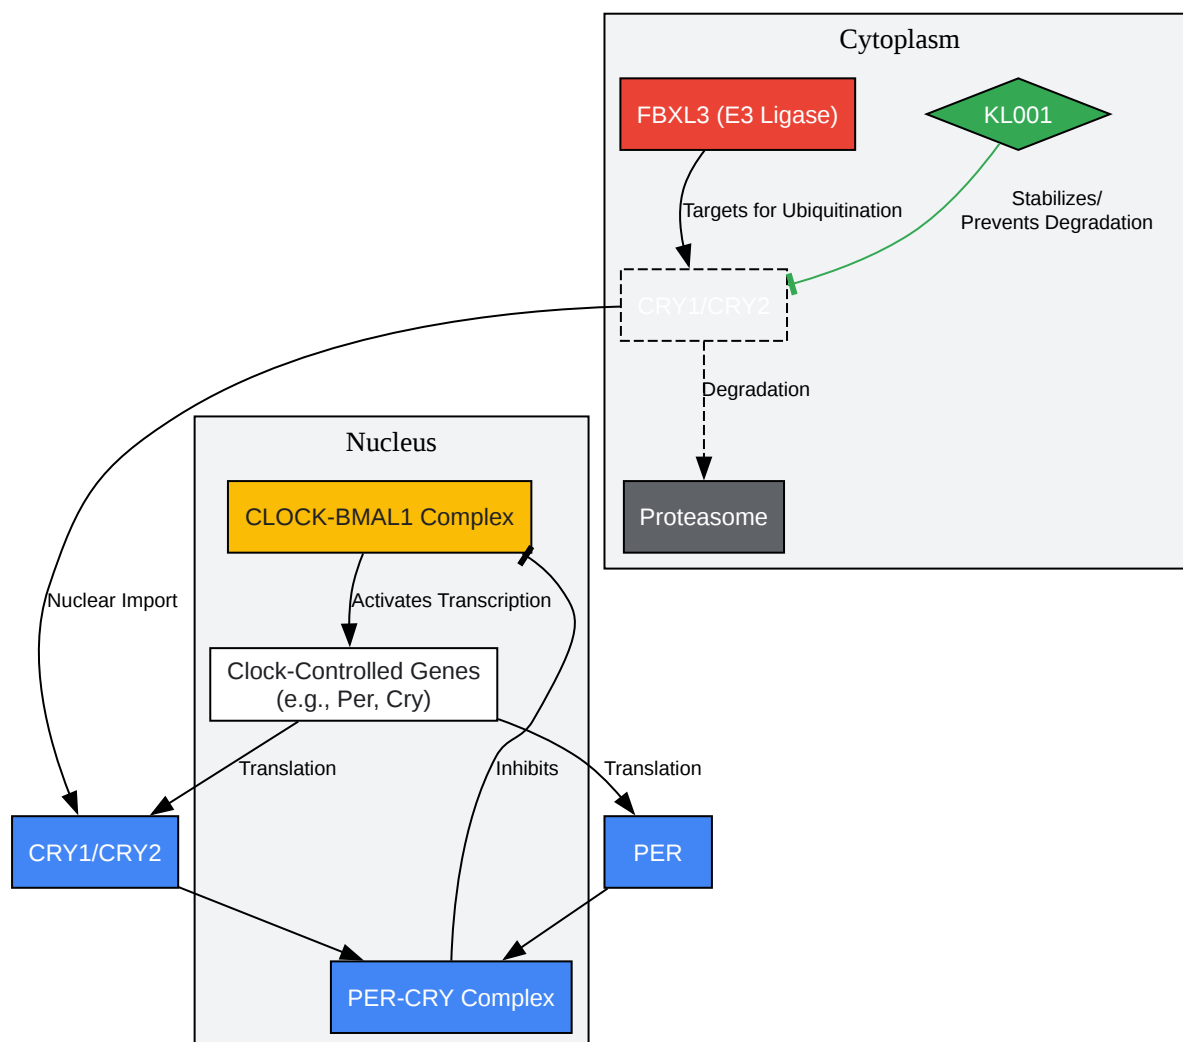 Cytoplasm
FBXL3 (E3 Ligase)
KL001
Targets for Ubiquitination
Stabilizes/
Prevents Degradation
CRY1/CRY2
Degradation
Nucleus
CLOCK-BMAL1 Complex
Proteasome
Nuclear Import
Activates Transcription
Clock-Controlled Genes
(e.g., Per, Cry)
Translation
Inhibits
Translation
CRY1/CRY2
PER
PER-CRY Complex